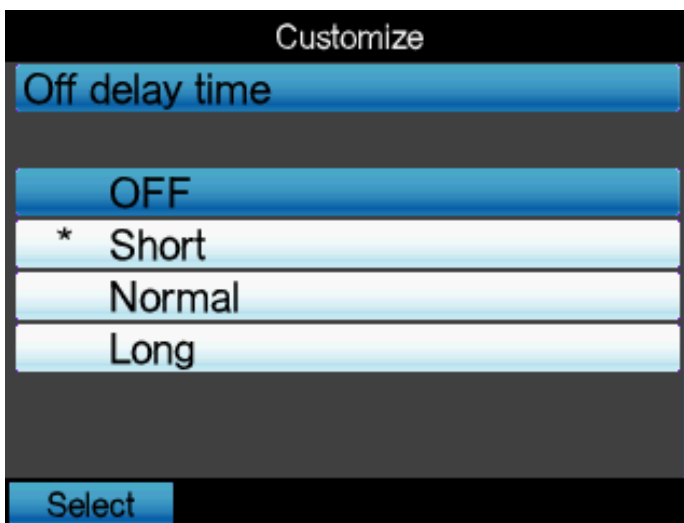 Customize
Off delay time
OFF
* Short
Normal
Long
Select